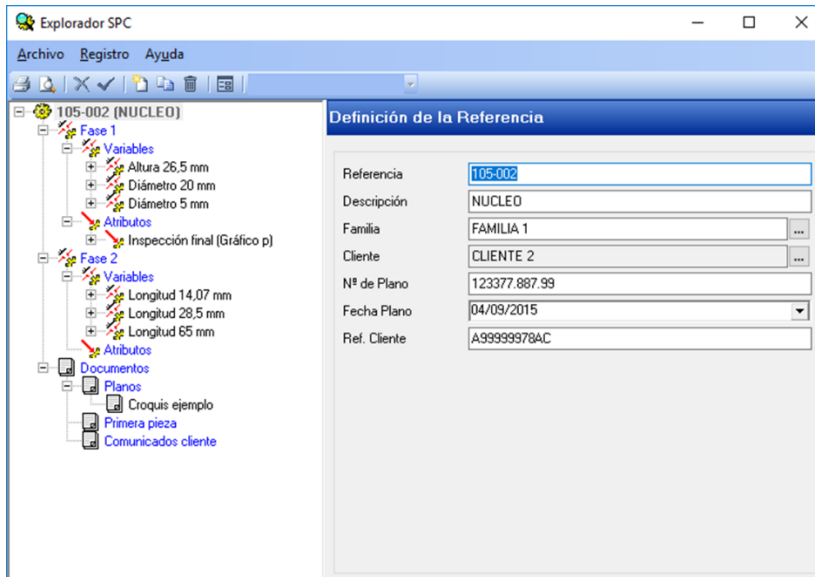 Explorador SPC
Archivo Registro Ayuda
105-002 (NUCLEO)
Fase 1
Variables
Altura 26,5 mm
Diámetro 20 mm
Diámetro 5 mm
Atributos
Inspección final (Gráfico p)
Fase 2
Variables
Longitud 14,07 mm
Longitud 28,5 mm
Longitud 65 mm
Atributos
Documentos
Planos
Croquis ejemplo
Primera pieza
Comunicados cliente
Definición de la Referencia
Referencia 105-002
Descripción NUCLEO
Familia FAMILIA 1 ...
Cliente CLIENTE 2 ...
Nº de Plano 123377.887.99
Fecha Plano 04/09/2015
Ref. Cliente A99999978AC